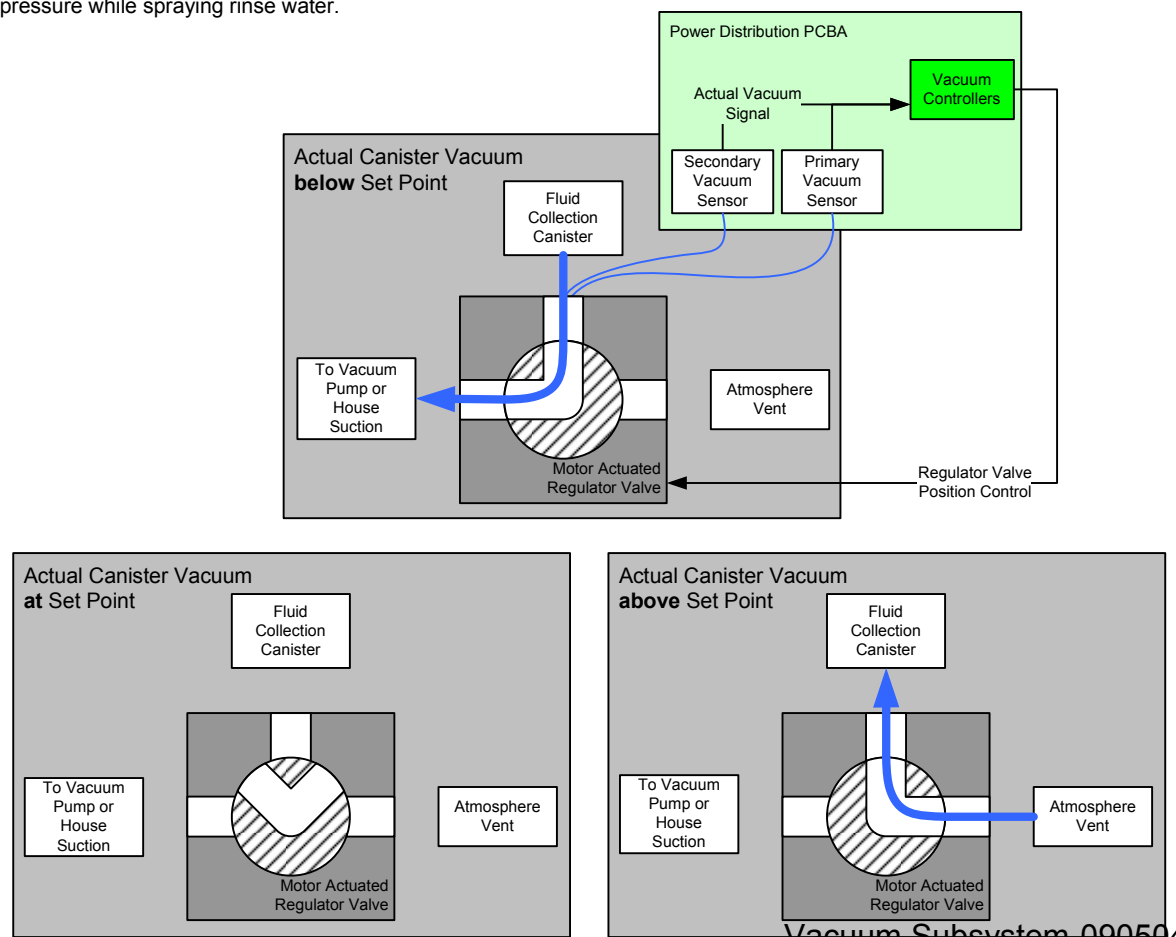 pressure while spraying rinse water.
Power Distribution PCBA
Vacuum
Controllers
Actual Vacuum
Signal
Secondary
Vacuum
Sensor
Primary
Vacuum
Sensor
Actual Canister Vacuum
below Set Point
Fluid
Collection
Canister
To Vacuum
Pump or
House
Suction
Atmosphere
Vent
Motor Actuated
Regulator Valve
Regulator Valve
Position Control
Actual Canister Vacuum
at Set Point
Fluid
Collection
Canister
To Vacuum
Pump or
House
Suction
Atmosphere
Vent
Motor Actuated
Regulator Valve
Actual Canister Vacuum
above Set Point
Fluid
Collection
Canister
To Vacuum
Pump or
House
Suction
Atmosphere
Vent
Motor Actuated
Regulator Valve
Vacuum Subsystem